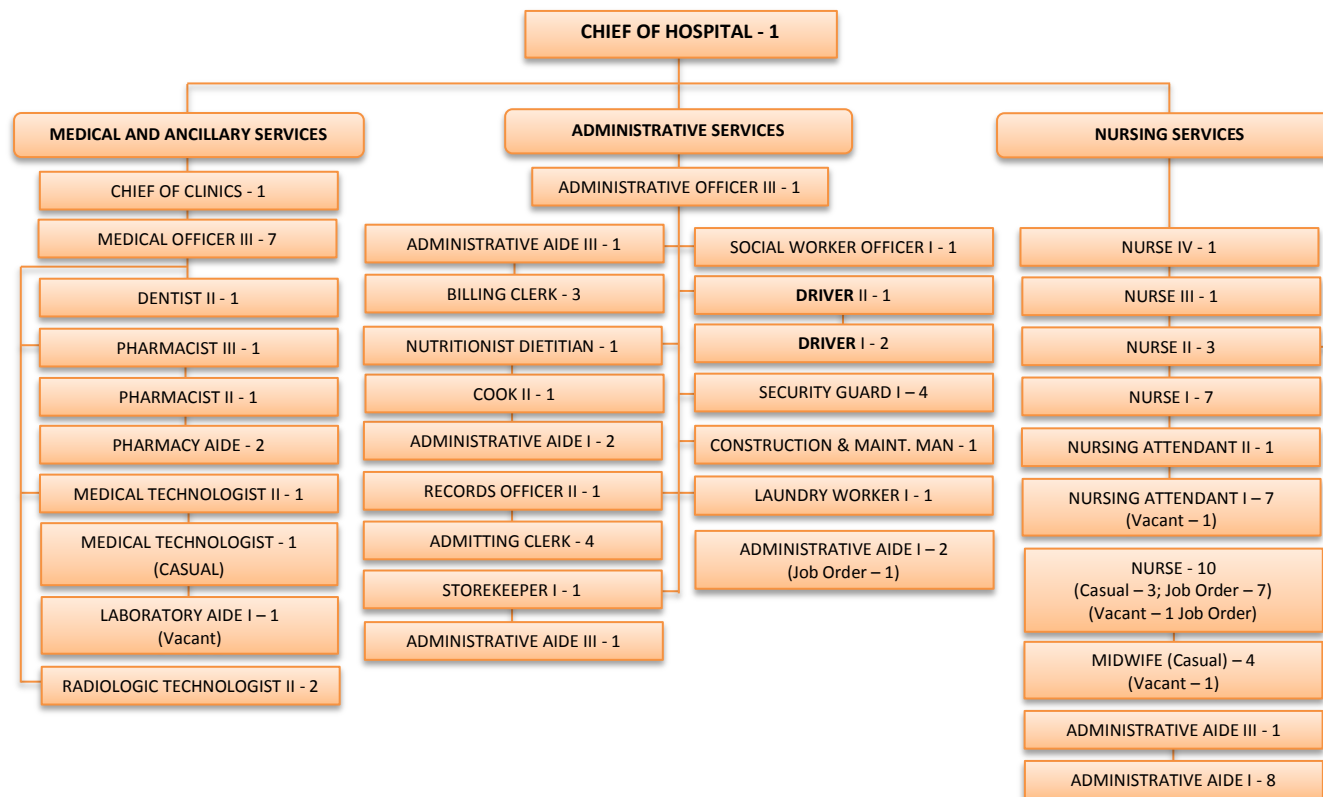 CHIEF OF HOSPITAL - 1
MEDICAL AND ANCILLARY SERVICES
CHIEF OF CLINICS - 1
MEDICAL OFFICER III - 7
DENTIST II - 1
PHARMACIST III - 1
PHARMACIST II - 1
PHARMACY AIDE - 2
MEDICAL TECHNOLOGIST II - 1
MEDICAL TECHNOLOGIST - 1
(CASUAL)
LABORATORY AIDE I – 1
(Vacant)
RADIOLOGIC TECHNOLOGIST II - 2
ADMINISTRATIVE SERVICES
ADMINISTRATIVE OFFICER III - 1
ADMINISTRATIVE AIDE III - 1
BILLING CLERK - 3
NUTRITIONIST DIETITIAN - 1
COOK II - 1
ADMINISTRATIVE AIDE I - 2
RECORDS OFFICER II - 1
ADMITTING CLERK - 4
STOREKEEPER I - 1
ADMINISTRATIVE AIDE III - 1
SOCIAL WORKER OFFICER I - 1
DRIVER II - 1
DRIVER I - 2
SECURITY GUARD I – 4
CONSTRUCTION & MAINT. MAN - 1
LAUNDRY WORKER I - 1
ADMINISTRATIVE AIDE I – 2
(Job Order – 1)
NURSING SERVICES
NURSE IV - 1
NURSE III - 1
NURSE II - 3
NURSE I - 7
NURSING ATTENDANT II - 1
NURSING ATTENDANT I – 7
(Vacant – 1)
NURSE - 10
(Casual – 3; Job Order – 7)
(Vacant – 1 Job Order)
MIDWIFE (Casual) – 4
(Vacant – 1)
ADMINISTRATIVE AIDE III - 1
ADMINISTRATIVE AIDE I - 8